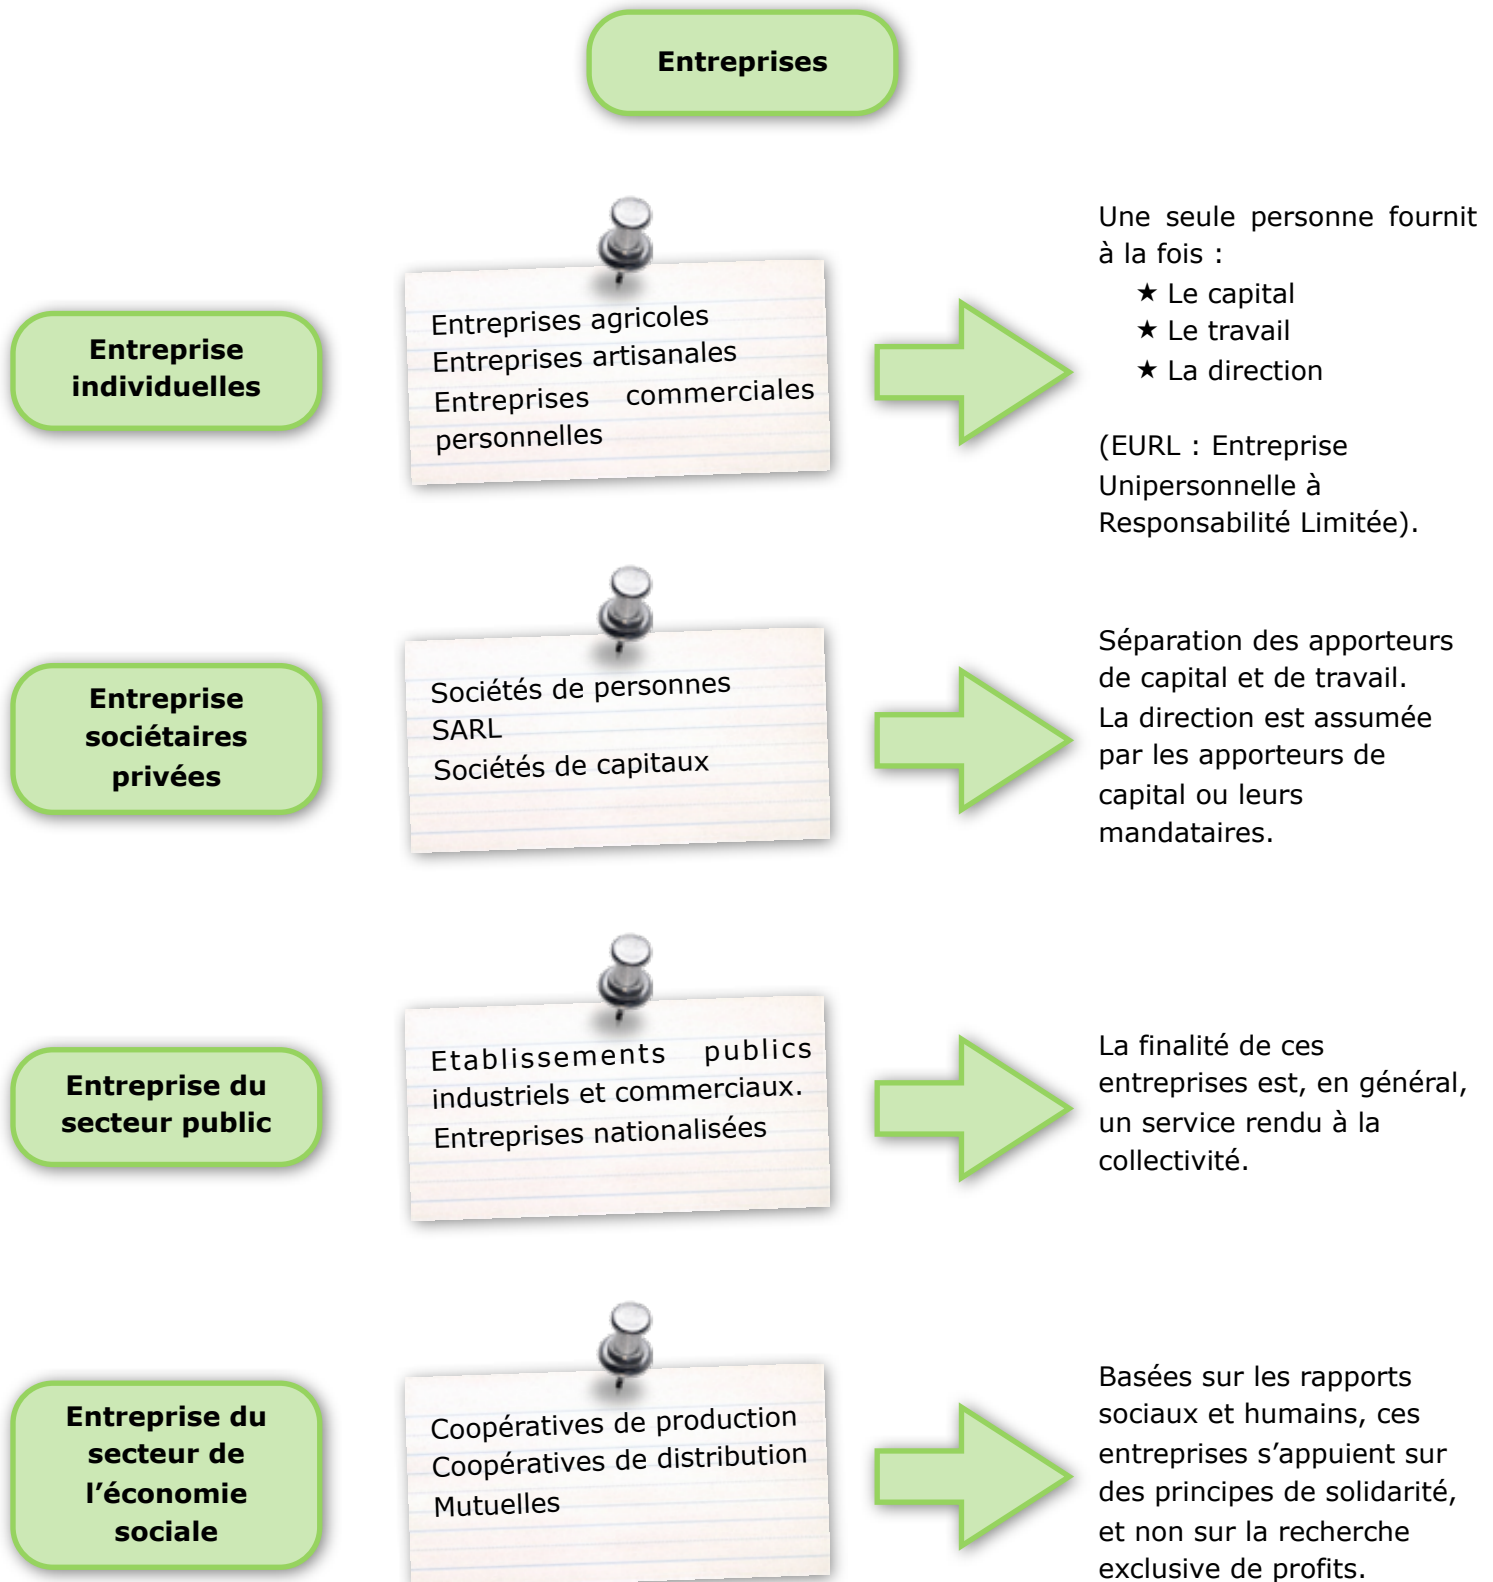 Entreprises
Entreprise
individuelles
Entreprises agricoles
Entreprises artisanales
Entreprises commerciales
personnelles
Une seule personne fournit
à la fois :
★ Le capital
★ Le travail
★ La direction
(EURL : Entreprise
Unipersonnelle à
Responsabilité Limitée).
Entreprise
sociétaires
privées
Sociétés de personnes
SARL
Sociétés de capitaux
Séparation des apporteurs
de capital et de travail.
La direction est assumée
par les apporteurs de
capital ou leurs
mandataires.
Entreprise du
secteur public
Etablissements publics
industriels et commerciaux.
Entreprises nationalisées
La finalité de ces
entreprises est, en général,
un service rendu à la
collectivité.
Entreprise du
secteur de
l’économie
sociale
Coopératives de production
Coopératives de distribution
Mutuelles
Basées sur les rapports
sociaux et humains, ces
entreprises s’appuient sur
des principes de solidarité,
et non sur la recherche
exclusive de profits.